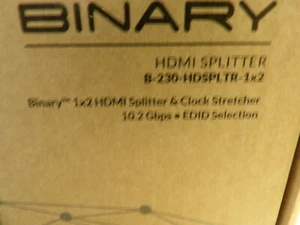 BINARY
HDMI SPLITTER
B-230-HDSPLTR-1x2
Binary™ 1x2 HDMI Splitter & Clock Stretcher
10.2 Gbps • EDID Selection